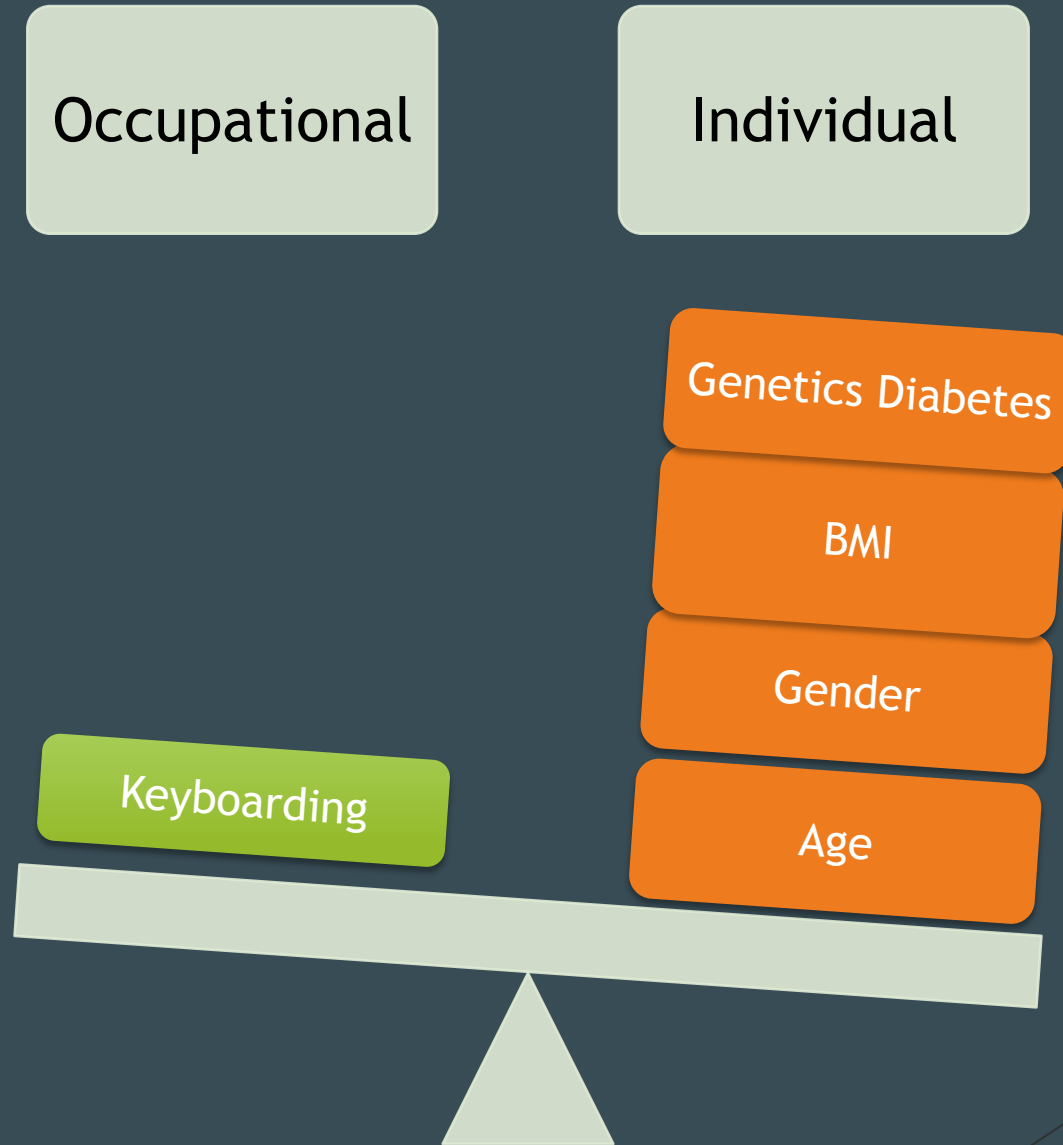 Occupational
Individual
Genetics Diabetes
BMI
Gender
Keyboarding
Age